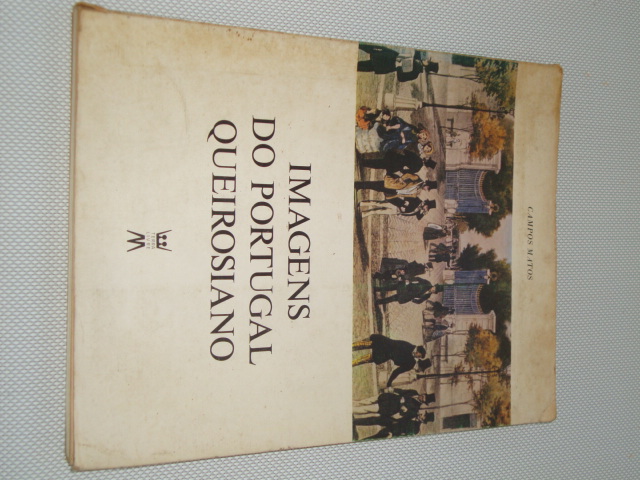 CAMPOS MATOS
IMAGENS
DO PORTUGAL
QUEIROSIANO